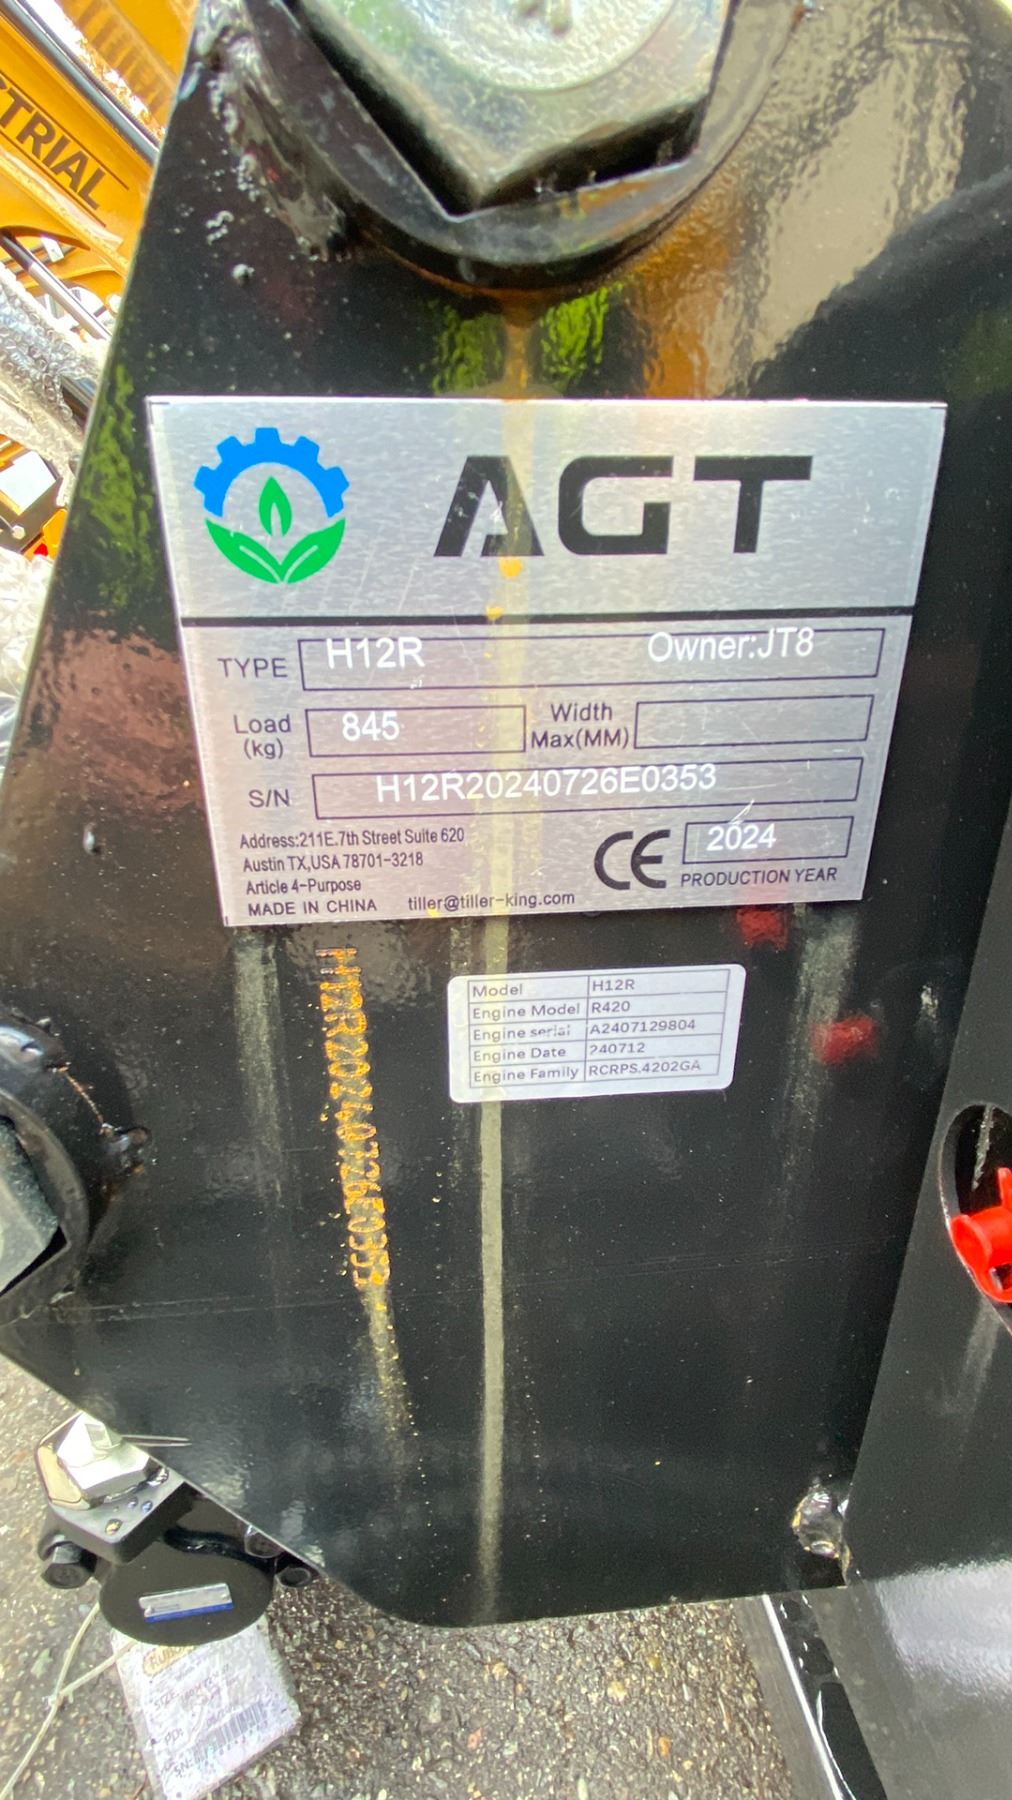 TRIAL
AGT
TYPE H12R Owner:JT8
Load (kg) 845 Width Max(MM)
S/N H12R20240726E0353
Address:211E.7th Street Suite 620
Austin TX,USA 78701-3218
Article 4-Purpose
MADE IN CHINA tiller@tiller-king.com
CE 2024
PRODUCTION YEAR
H12R20240726E0353
Model H12R
Engine Model R420
Engine serial A2407129804
Engine Date 240712
Engine Family RCRPS.4202GA
SIZE:
SN: